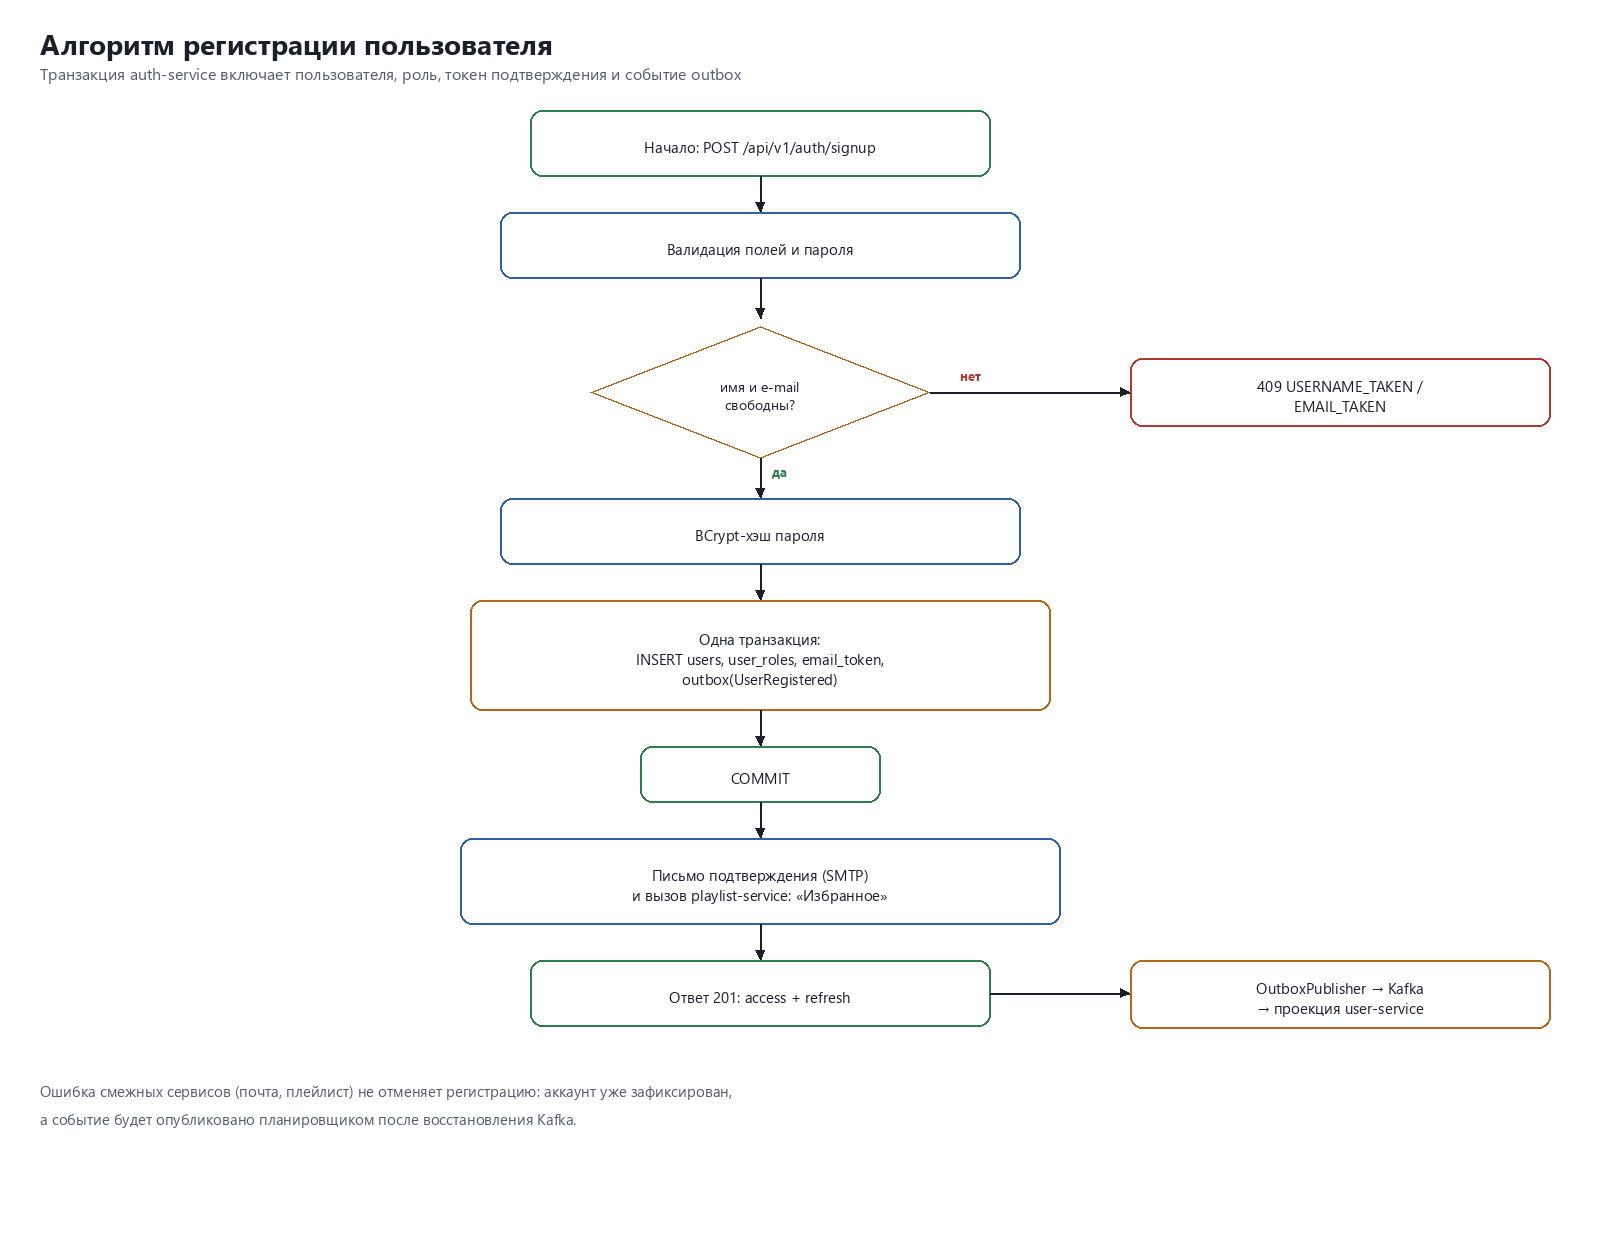 Алгоритм регистрации пользователя
Транзакция auth-service включает пользователя, роль, токен подтверждения и событие outbox
Начало: POST /api/v1/auth/signup
Валидация полей и пароля
имя и e-mail
свободны?
нет
409 USERNAME_TAKEN /
EMAIL_TAKEN
да
BCrypt-хэш пароля
Одна транзакция:
INSERT users, user_roles, email_token,
outbox(UserRegistered)
COMMIT
Письмо подтверждения (SMTP)
и вызов playlist-service: «Избранное»
Ответ 201: access + refresh
OutboxPublisher → Kafka
→ проекция user-service
Ошибка смежных сервисов (почта, плейлист) не отменяет регистрацию: аккаунт уже зафиксирован,
а событие будет опубликовано планировщиком после восстановления Kafka.